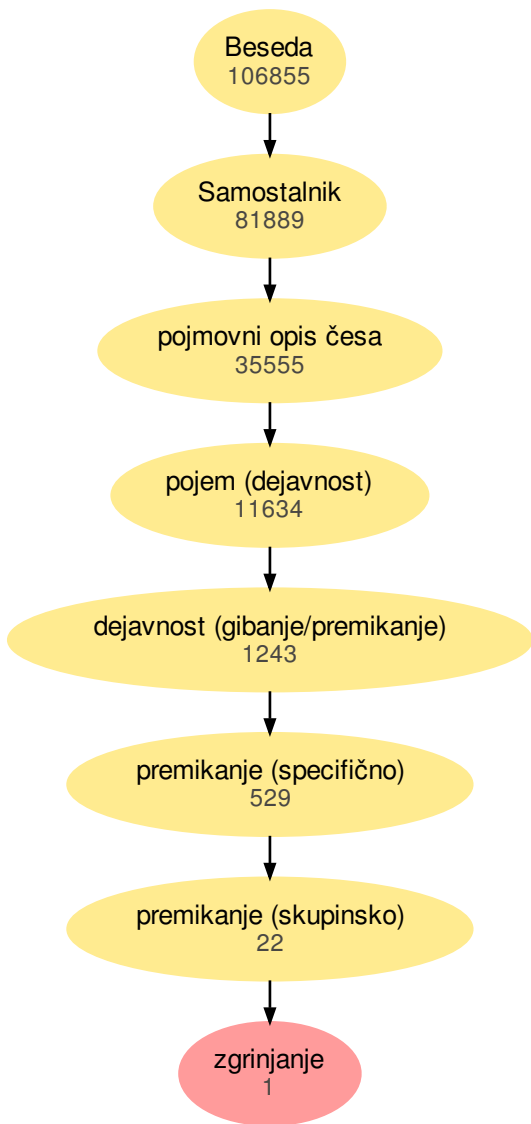 Beseda
106855
Samostalnik
81889
pojmovni opis česa
35555
pojem (dejavnost)
11634
dejavnost (gibanje/premikanje)
1243
premikanje (specifično)
529
premikanje (skupinsko)
22
zgrinjanje
1